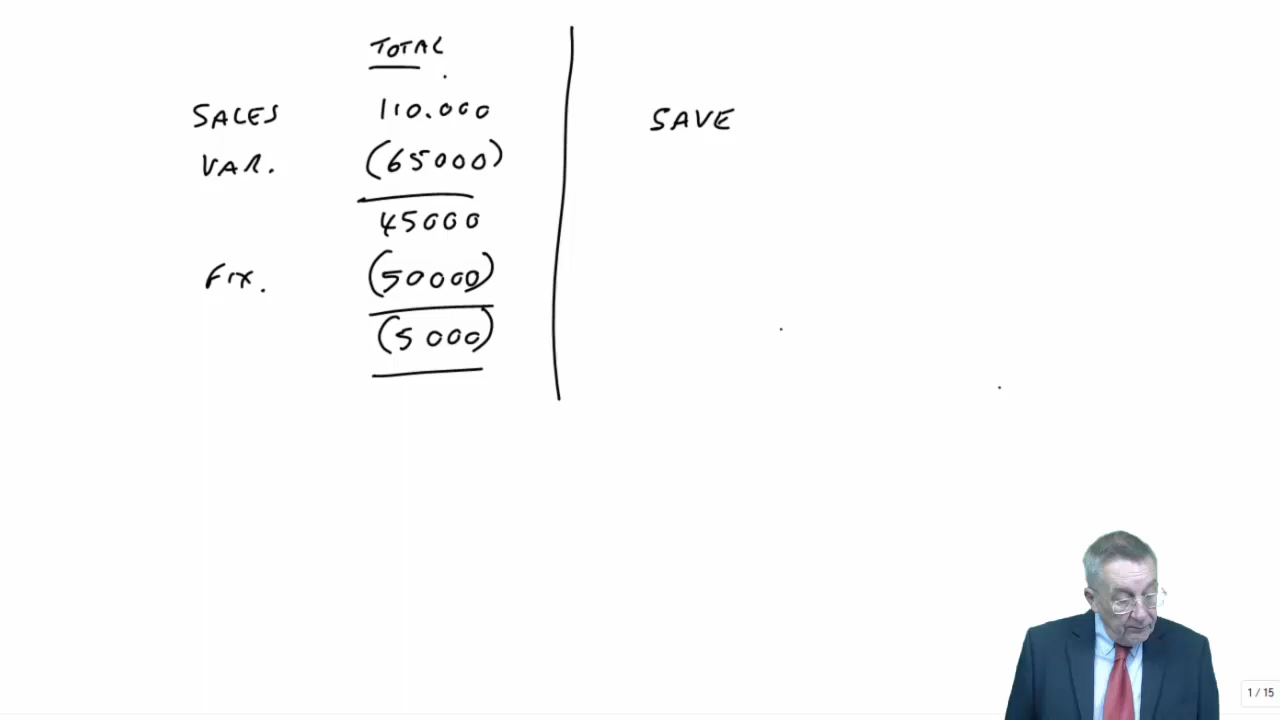 TOTAL
SALES 110.000 SAVE
VAR. (65000)
45000
FIX. (50000)
(5000)
1 / 15